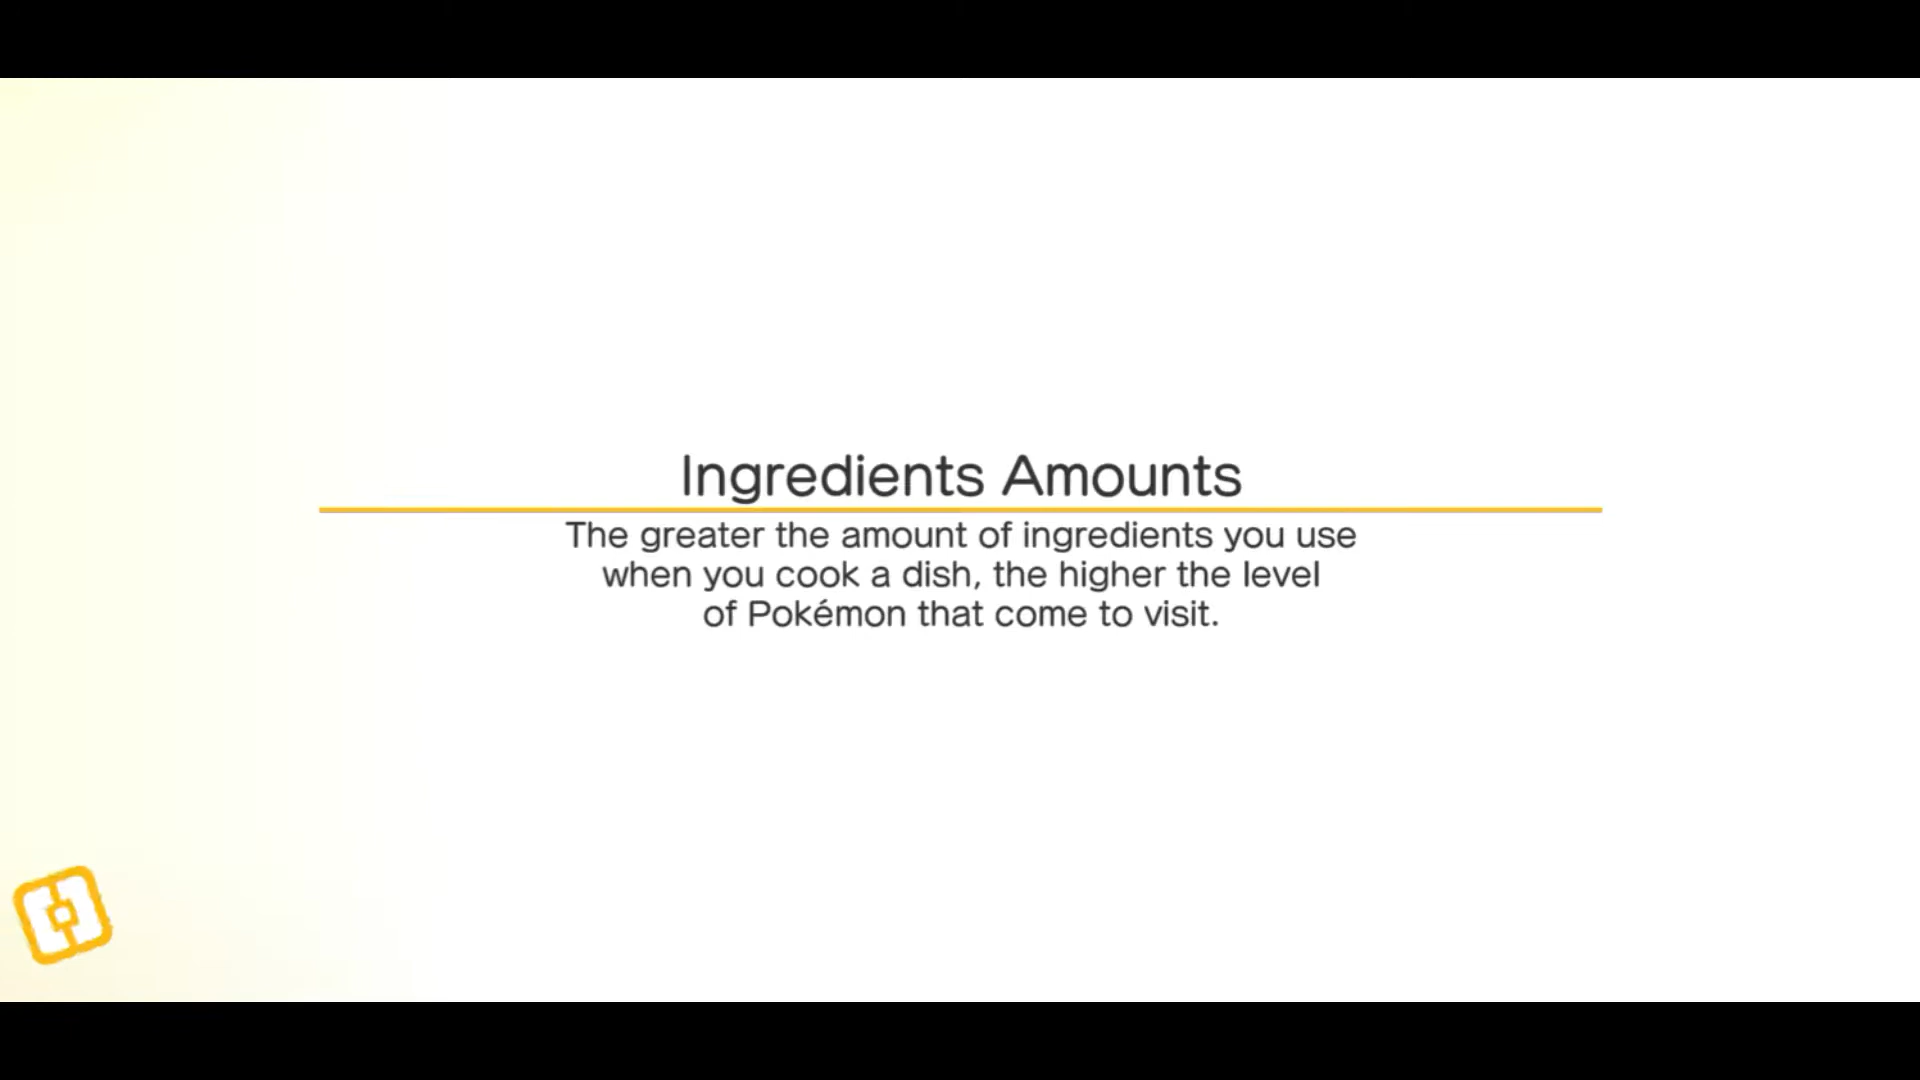 Ingredients Amounts
The greater the amount of ingredients you use
when you cook a dish, the higher the level
of Pokémon that come to visit.